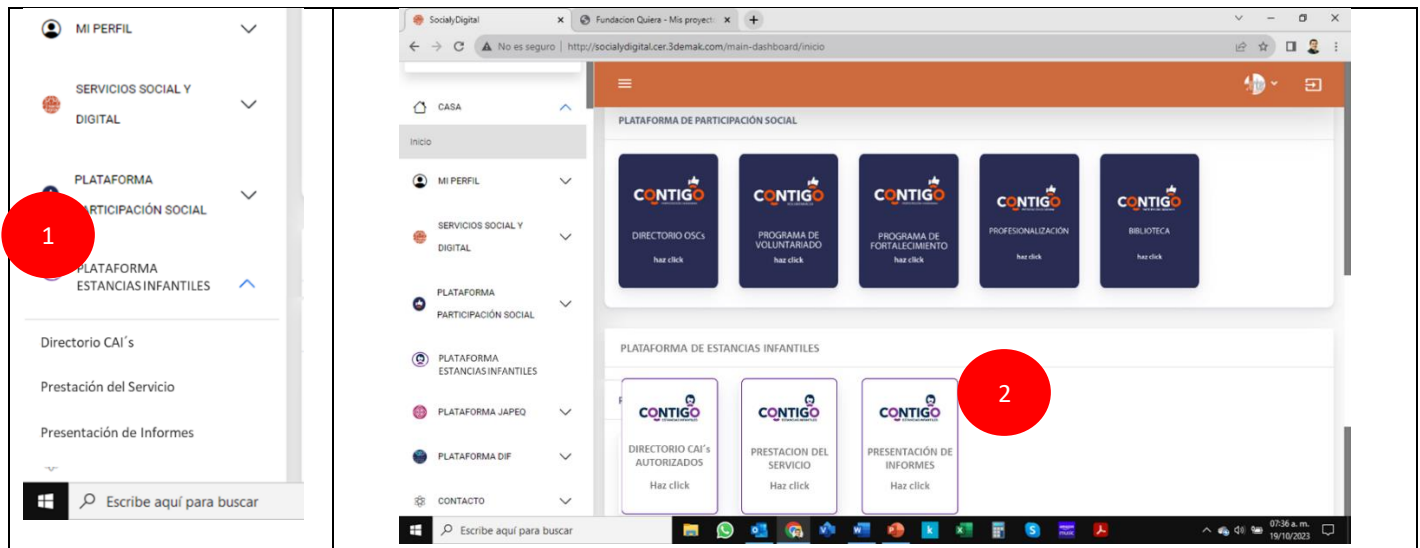 MI PERFIL
SERVICIOS SOCIAL Y
DIGITAL
PLATAFORMA
PARTICIPACIÓN SOCIAL
1
PLATAFORMA
ESTANCIAS INFANTILES
Directorio CAI´s
Prestación del Servicio
Presentación de Informes
Escribe aquí para buscar
SocialyDigital
Fundacion Quiera - Mis proyect
No es seguro | http://socialydigital.cer.3demak.com/main-dashboard/inicio
CASA
Inicio
MI PERFIL
SERVICIOS SOCIAL Y
DIGITAL
PLATAFORMA
PARTICIPACIÓN SOCIAL
PLATAFORMA
ESTANCIAS INFANTILES
PLATAFORMA JAPEQ
PLATAFORMA DIF
CONTACTO
PLATAFORMA DE PARTICIPACIÓN SOCIAL
CONTIGO
DIRECTORIO OSCs
haz click
CONTIGO
PROGRAMA DE
VOLUNTARIADO
haz click
CONTIGO
PROGRAMA DE
FORTALECIMIENTO
haz click
CONTIGO
PROFESIONALIZACIÓN
haz click
CONTIGO
BIBLIOTECA
haz click
PLATAFORMA DE ESTANCIAS INFANTILES
2
CONTIGO
ESTANCIAS INFANTILES
DIRECTORIO CAI´s
AUTORIZADOS
Haz click
CONTIGO
ESTANCIAS INFANTILES
PRESTACION DEL
SERVICIO
Haz click
CONTIGO
ESTANCIAS INFANTILES
PRESENTACIÓN DE
INFORMES
Haz click
Escribe aquí para buscar
07:36 a. m.
19/10/2023